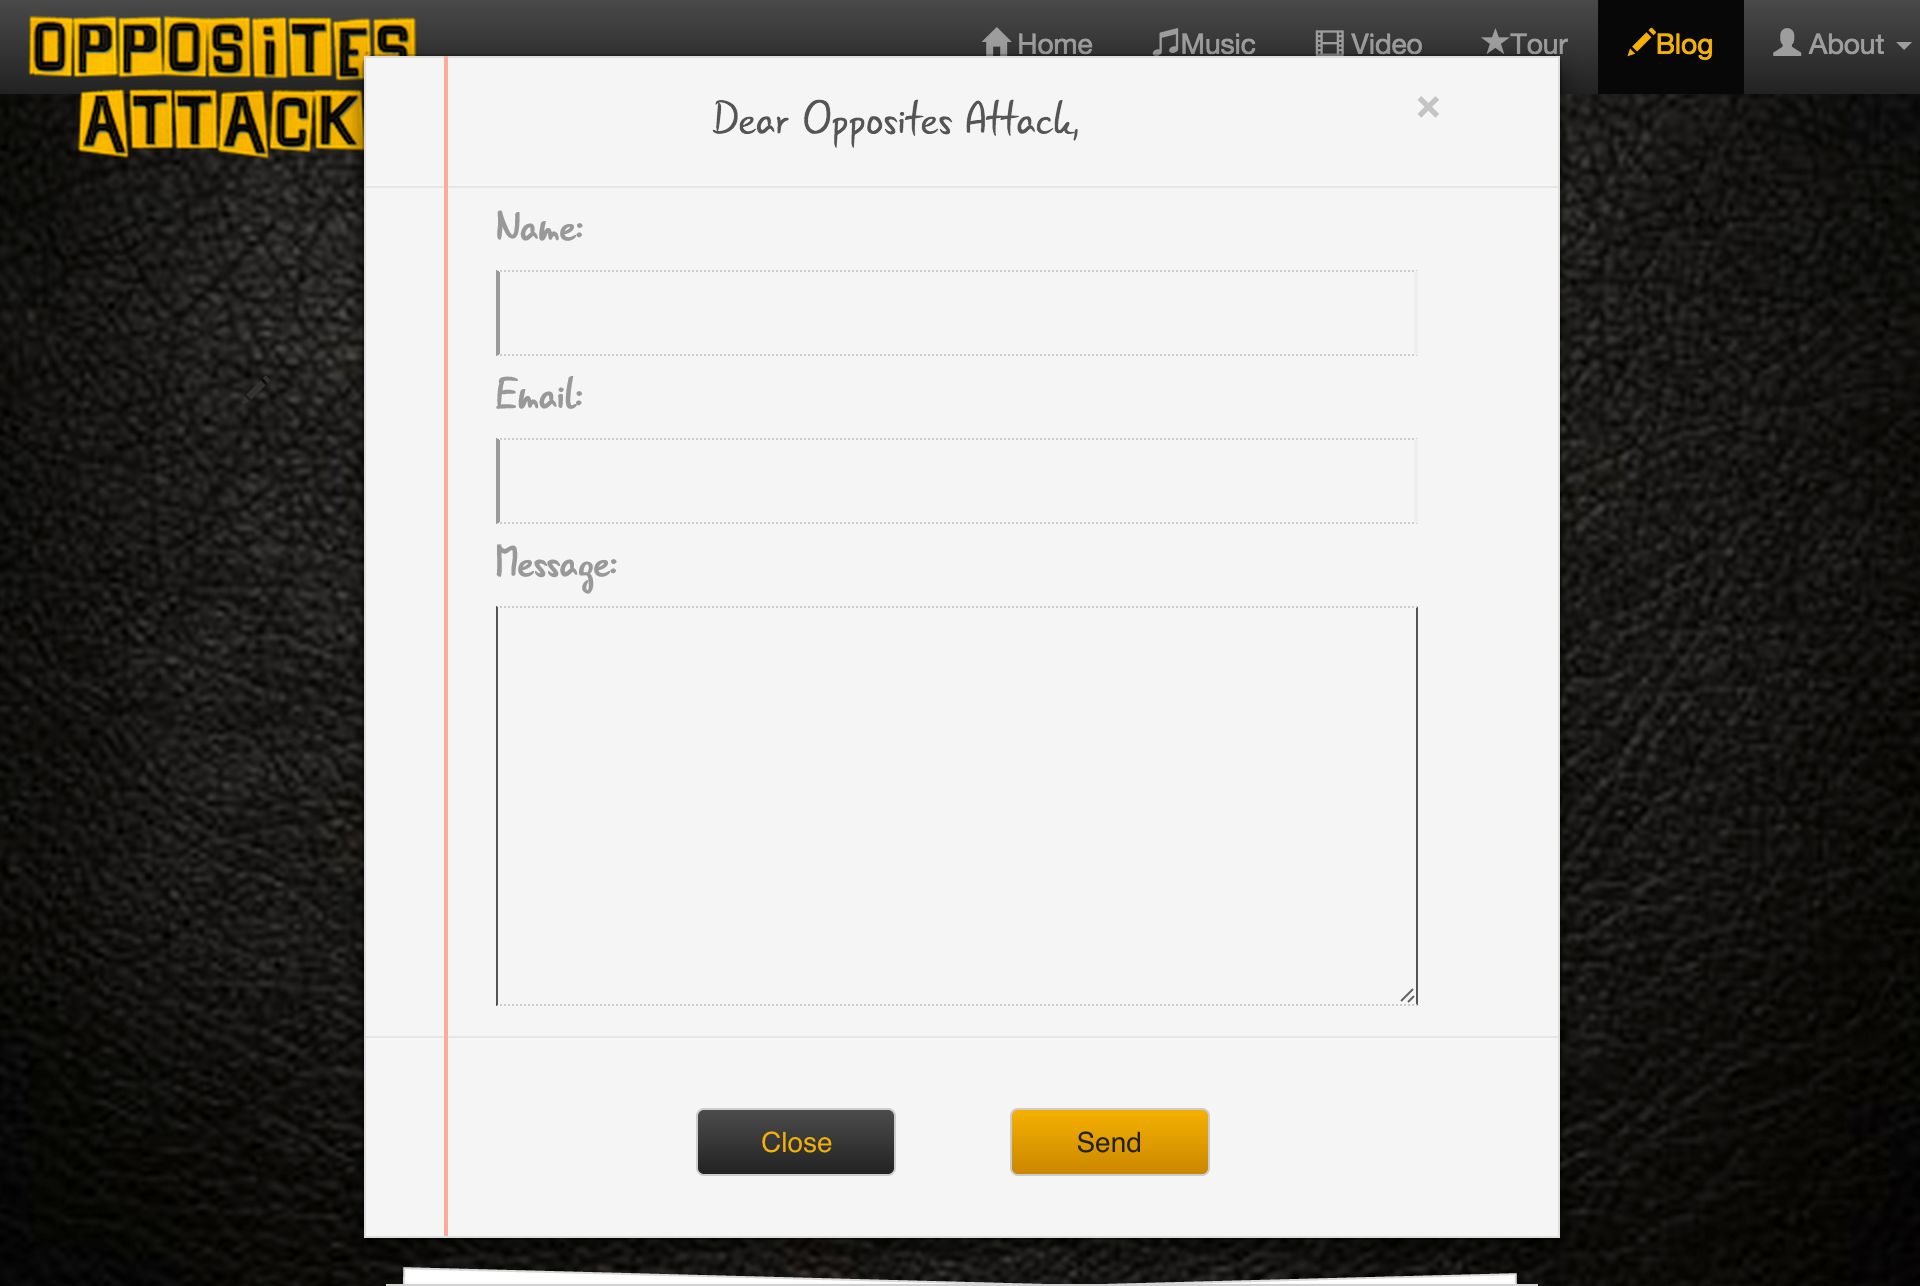 OPPOSITES
ATTACK
Home Music Video Tour Blog About
Dear Opposites Attack,
×
Name:
Email:
Message:
Close Send